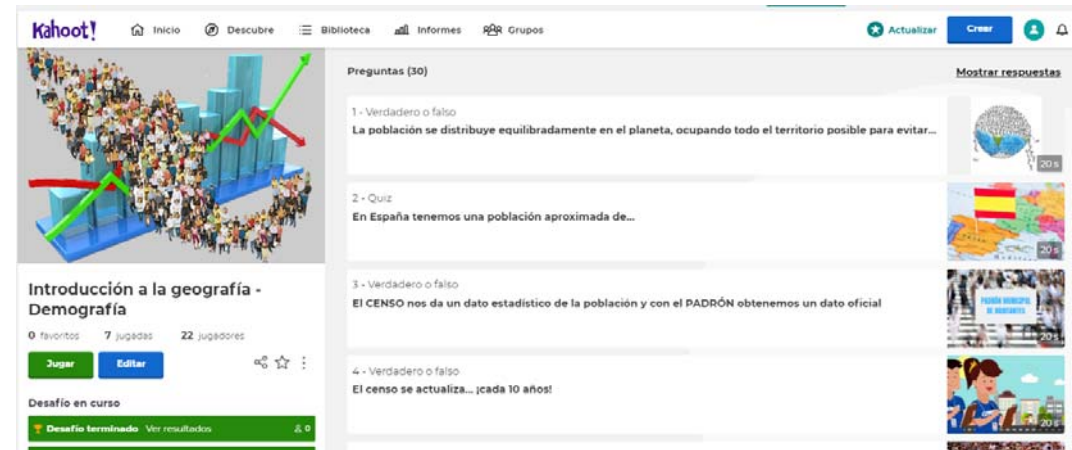 Kahoot!
Inicio
Descubre
Biblioteca
Informes
Grupos
Actualizar
Crear
Introducción a la geografía -
Demografía
0 favoritos 7 jugadas 22 jugadores
Jugar
Editar
Desafío en curso
Desafío terminado Ver resultados 0
Preguntas (30)
Mostrar respuestas
1 - Verdadero o falso
La población se distribuye equilibradamente en el planeta, ocupando todo el territorio posible para evitar...
20 s
2 - Quiz
En España tenemos una población aproximada de...
20 s
3 - Verdadero o falso
El CENSO nos da un dato estadístico de la población y con el PADRÓN obtenemos un dato oficial
PADRÓN MUNICIPAL
DE HABITANTES
20 s
4 - Verdadero o falso
El censo se actualiza... ¡cada 10 años!
20 s